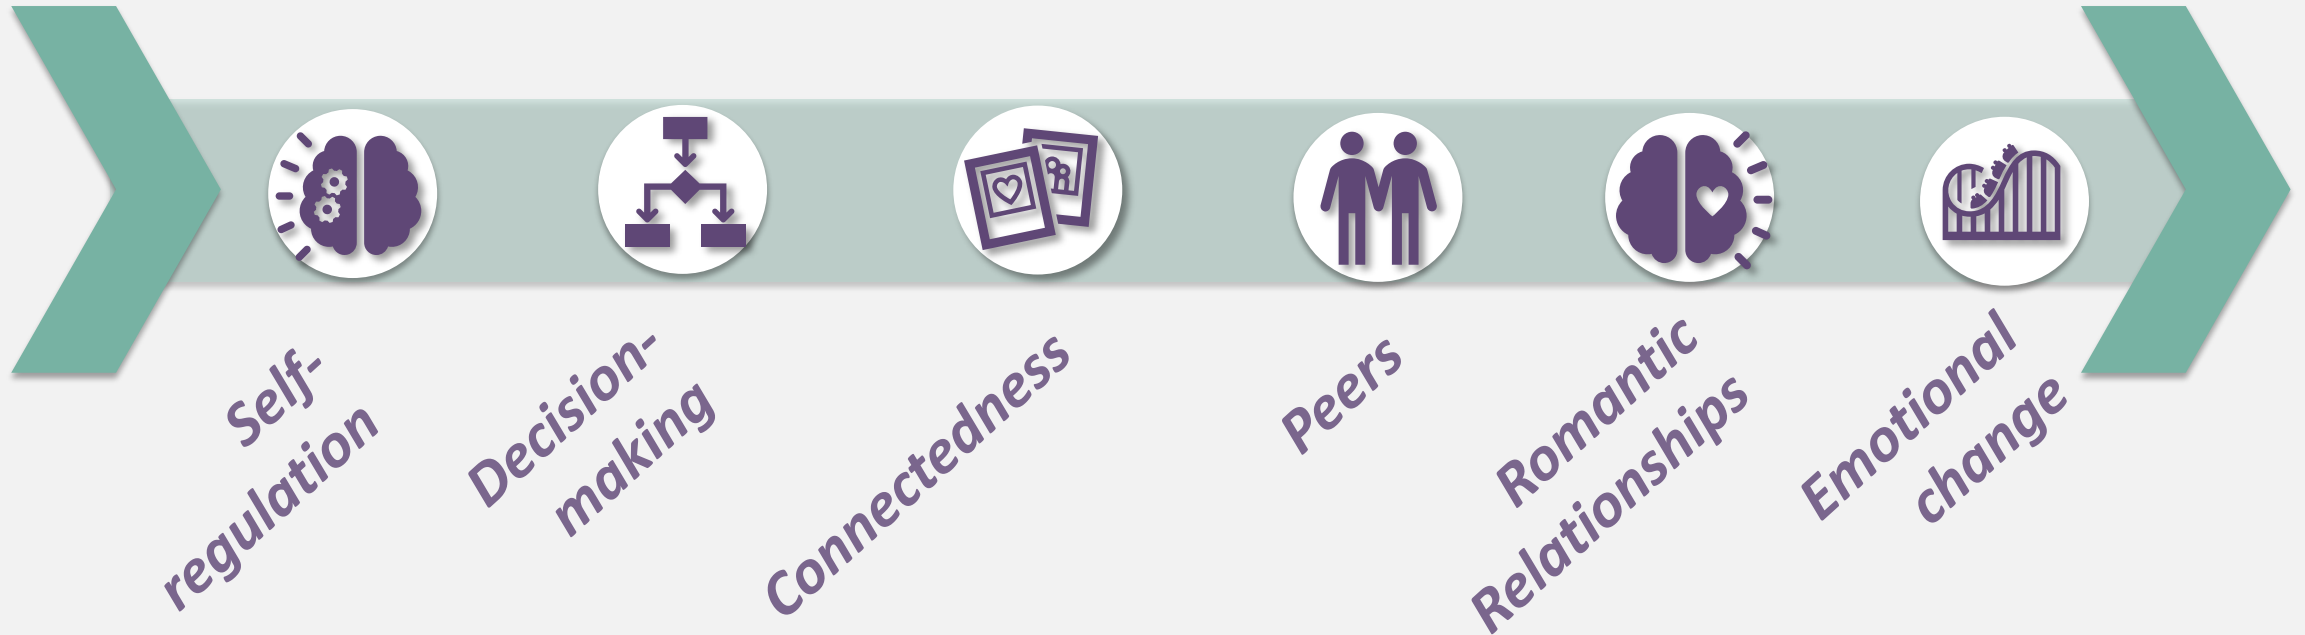 Self-
regulation
Decision-
making
Connectedness
Peers
Romantic
Relationships
Emotional
change